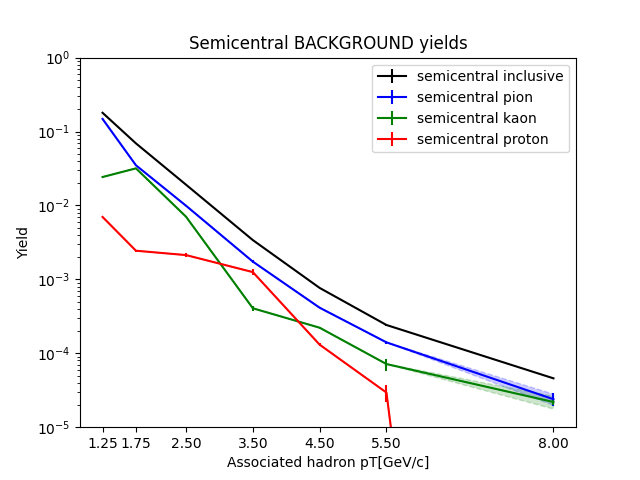 Semicentral BACKGROUND yields
10^0
10^-1
10^-2
10^-3
10^-4
10^-5
Yield
semicentral inclusive
semicentral pion
semicentral kaon
semicentral proton
1.25 1.75 2.50 3.50 4.50 5.50 8.00
Associated hadron pT[GeV/c]